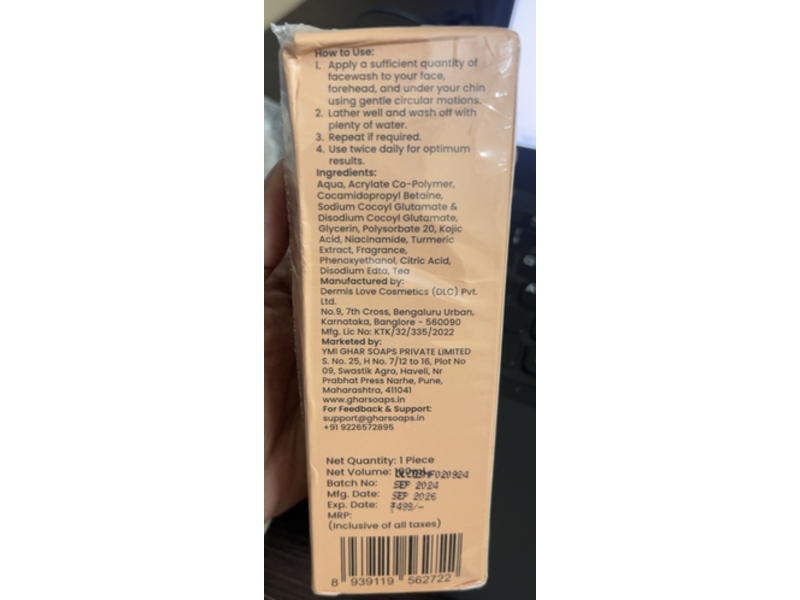 How to Use:
1. Apply a sufficient quantity of
facewash to your face,
forehead, and under your chin
using gentle circular motions.
2. Lather well and wash off with
plenty of water.
3. Repeat if required.
4. Use twice daily for optimum
results.
Ingredients:
Aqua, Acrylate Co-Polymer,
Cocamidopropyl Betaine,
Sodium Cocoyl Glutamate &
Disodium Cocoyl Glutamate,
Glycerin, Polysorbate 20, Kojic
Acid, Niacinamide, Turmeric
Extract, Fragrance,
Phenoxyethanol, Citric Acid,
Disodium Edta, Tea
Manufactured by:
Dermis Love Cosmetics (DLC) Pvt.
Ltd.
No.9, 7th Cross, Bengaluru Urban,
Karnataka, Banglore - 560090
Mfg. Lic No: KTK/32/335/2022
Marketed by:
YMI GHAR SOAPS PRIVATE LIMITED
S. No. 25, H No. 7/12 to 16, Plot No
09, Swastik Agro, Haveli, Nr
Prabhat Press Narhe, Pune,
Maharashtra, 411041
www.gharsoaps.in
For Feedback & Support:
support@gharsoaps.in
+91 9226572895
Net Quantity: 1 Piece
Net Volume:
Batch No: SEP 2024
Mfg. Date: SEP 2026
Exp. Date: ₹499/-
MRP:
(Inclusive of all taxes)
8 939119 562722